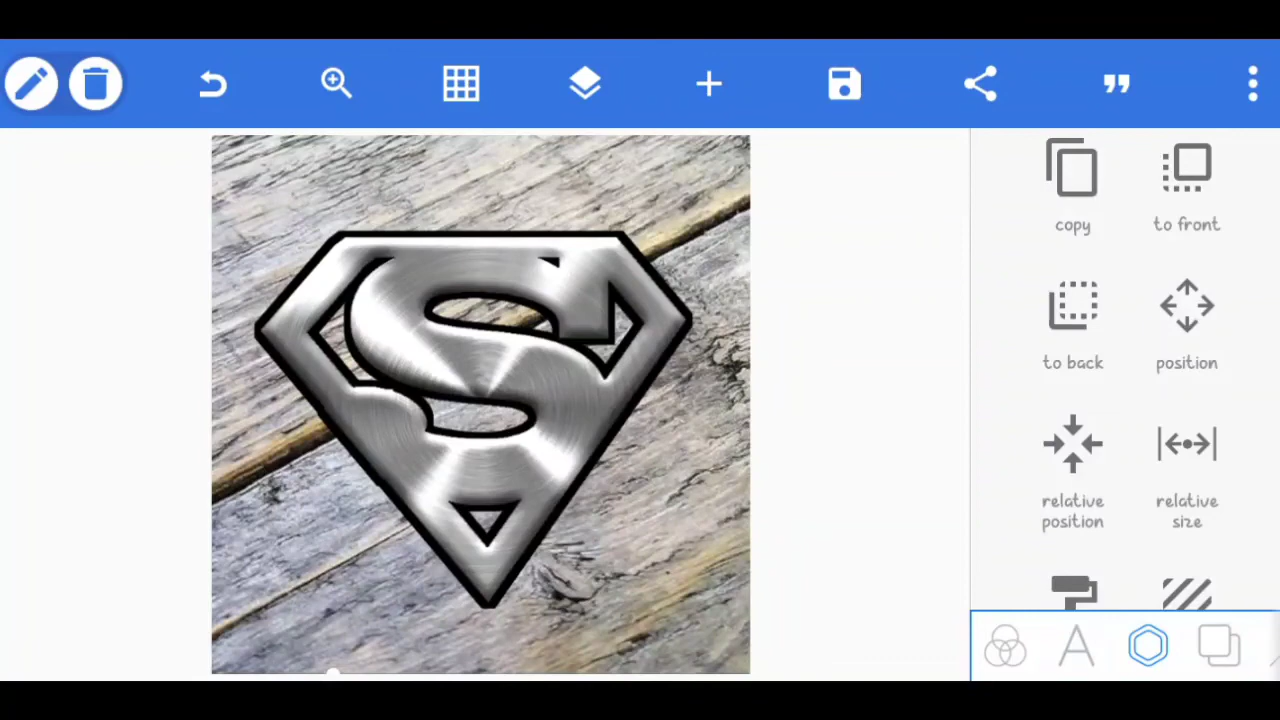 copy
to front
to back
position
relative
position
relative
size
S
A